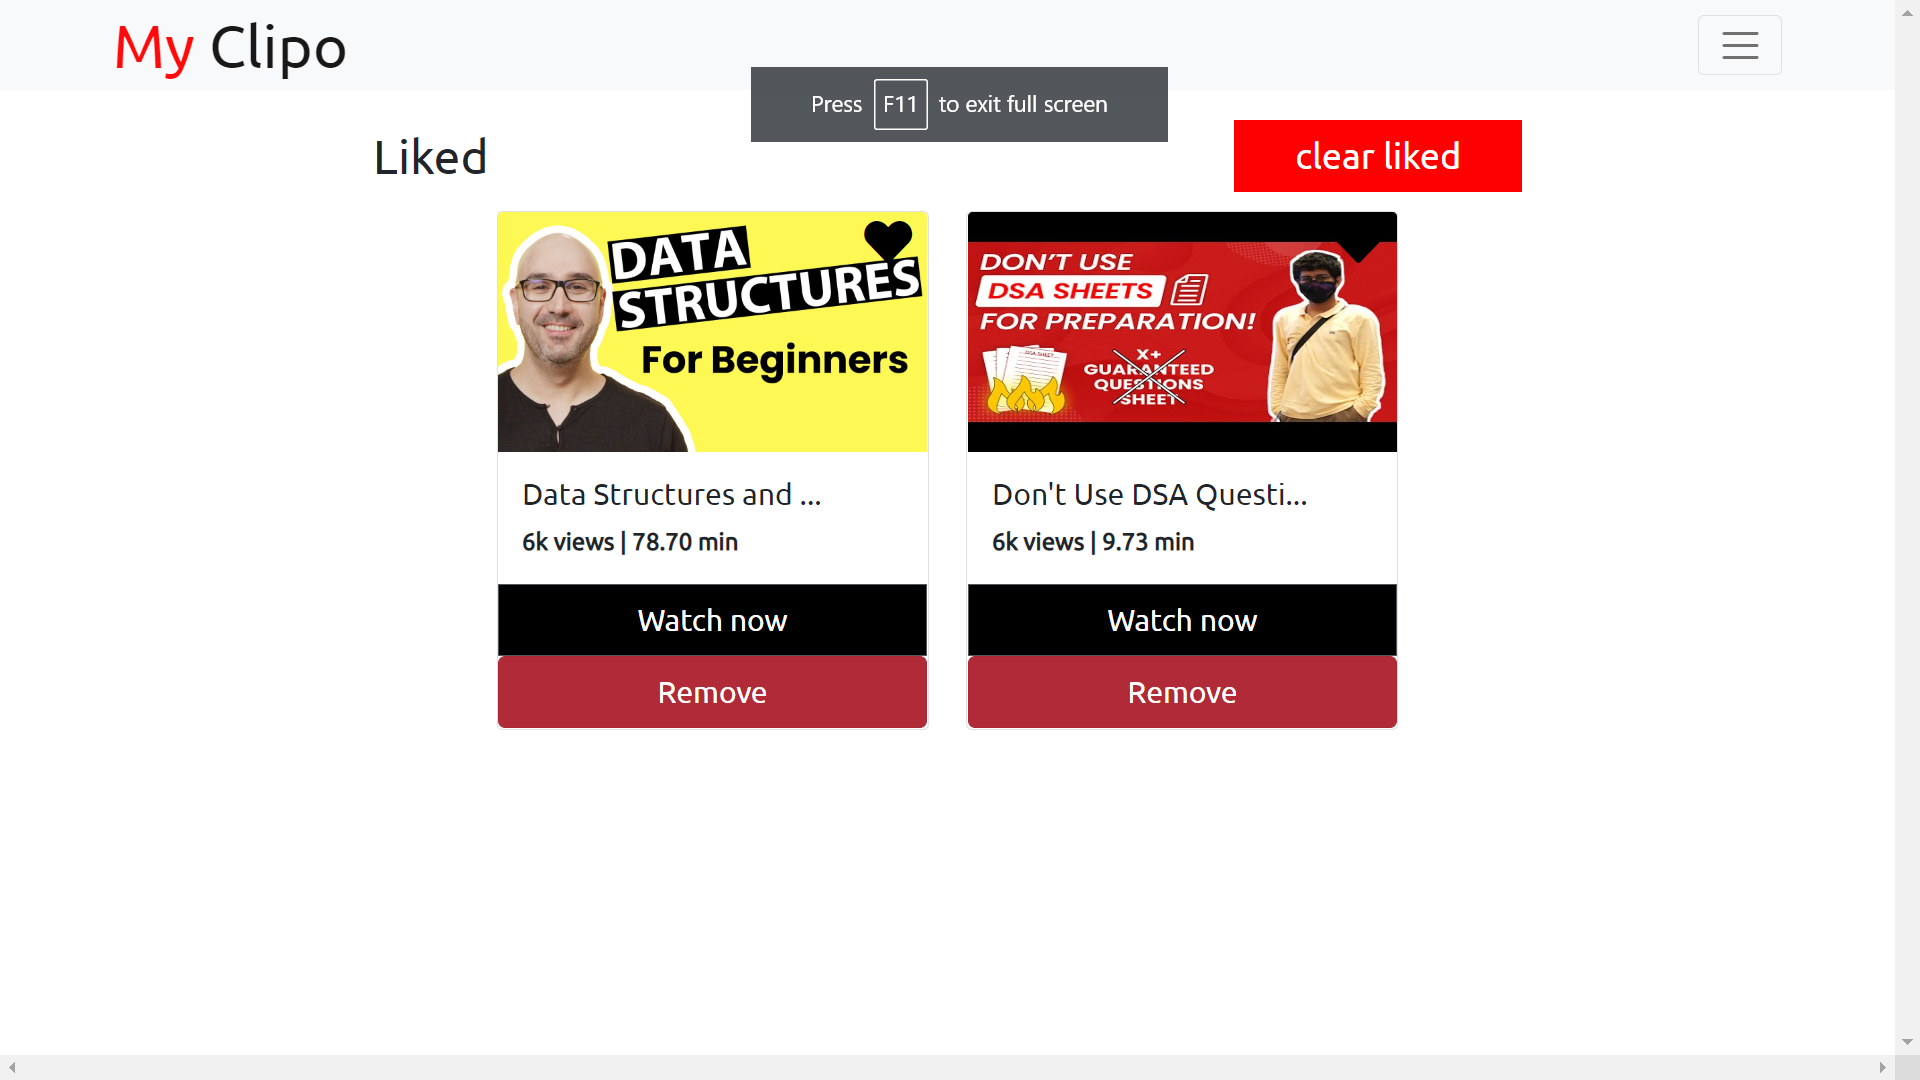 My Clipo
Press F11 to exit full screen
Liked
clear liked
DATA
STRUCTURES
For Beginners
DON'T USE
DSA SHEETS
FOR PREPARATION!
DSA SHEET
X+
GUARANTEED
QUESTIONS
SHEET
Data Structures and ...
6k views | 78.70 min
Don't Use DSA Questi...
6k views | 9.73 min
Watch now
Watch now
Remove
Remove